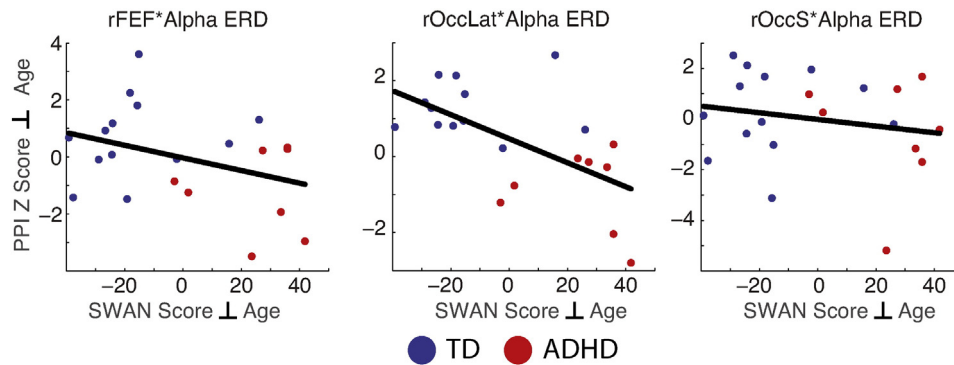 rFEF*Alpha ERD
rOccLat*Alpha ERD
rOccS*Alpha ERD
PPI Z Score ⊥ Age
4
2
0
−2
−20 0 20 40
SWAN Score ⊥ Age
2
0
−2
−20 0 20 40
SWAN Score ⊥ Age
2
0
−2
−4
−20 0 20 40
SWAN Score ⊥ Age
TD ADHD